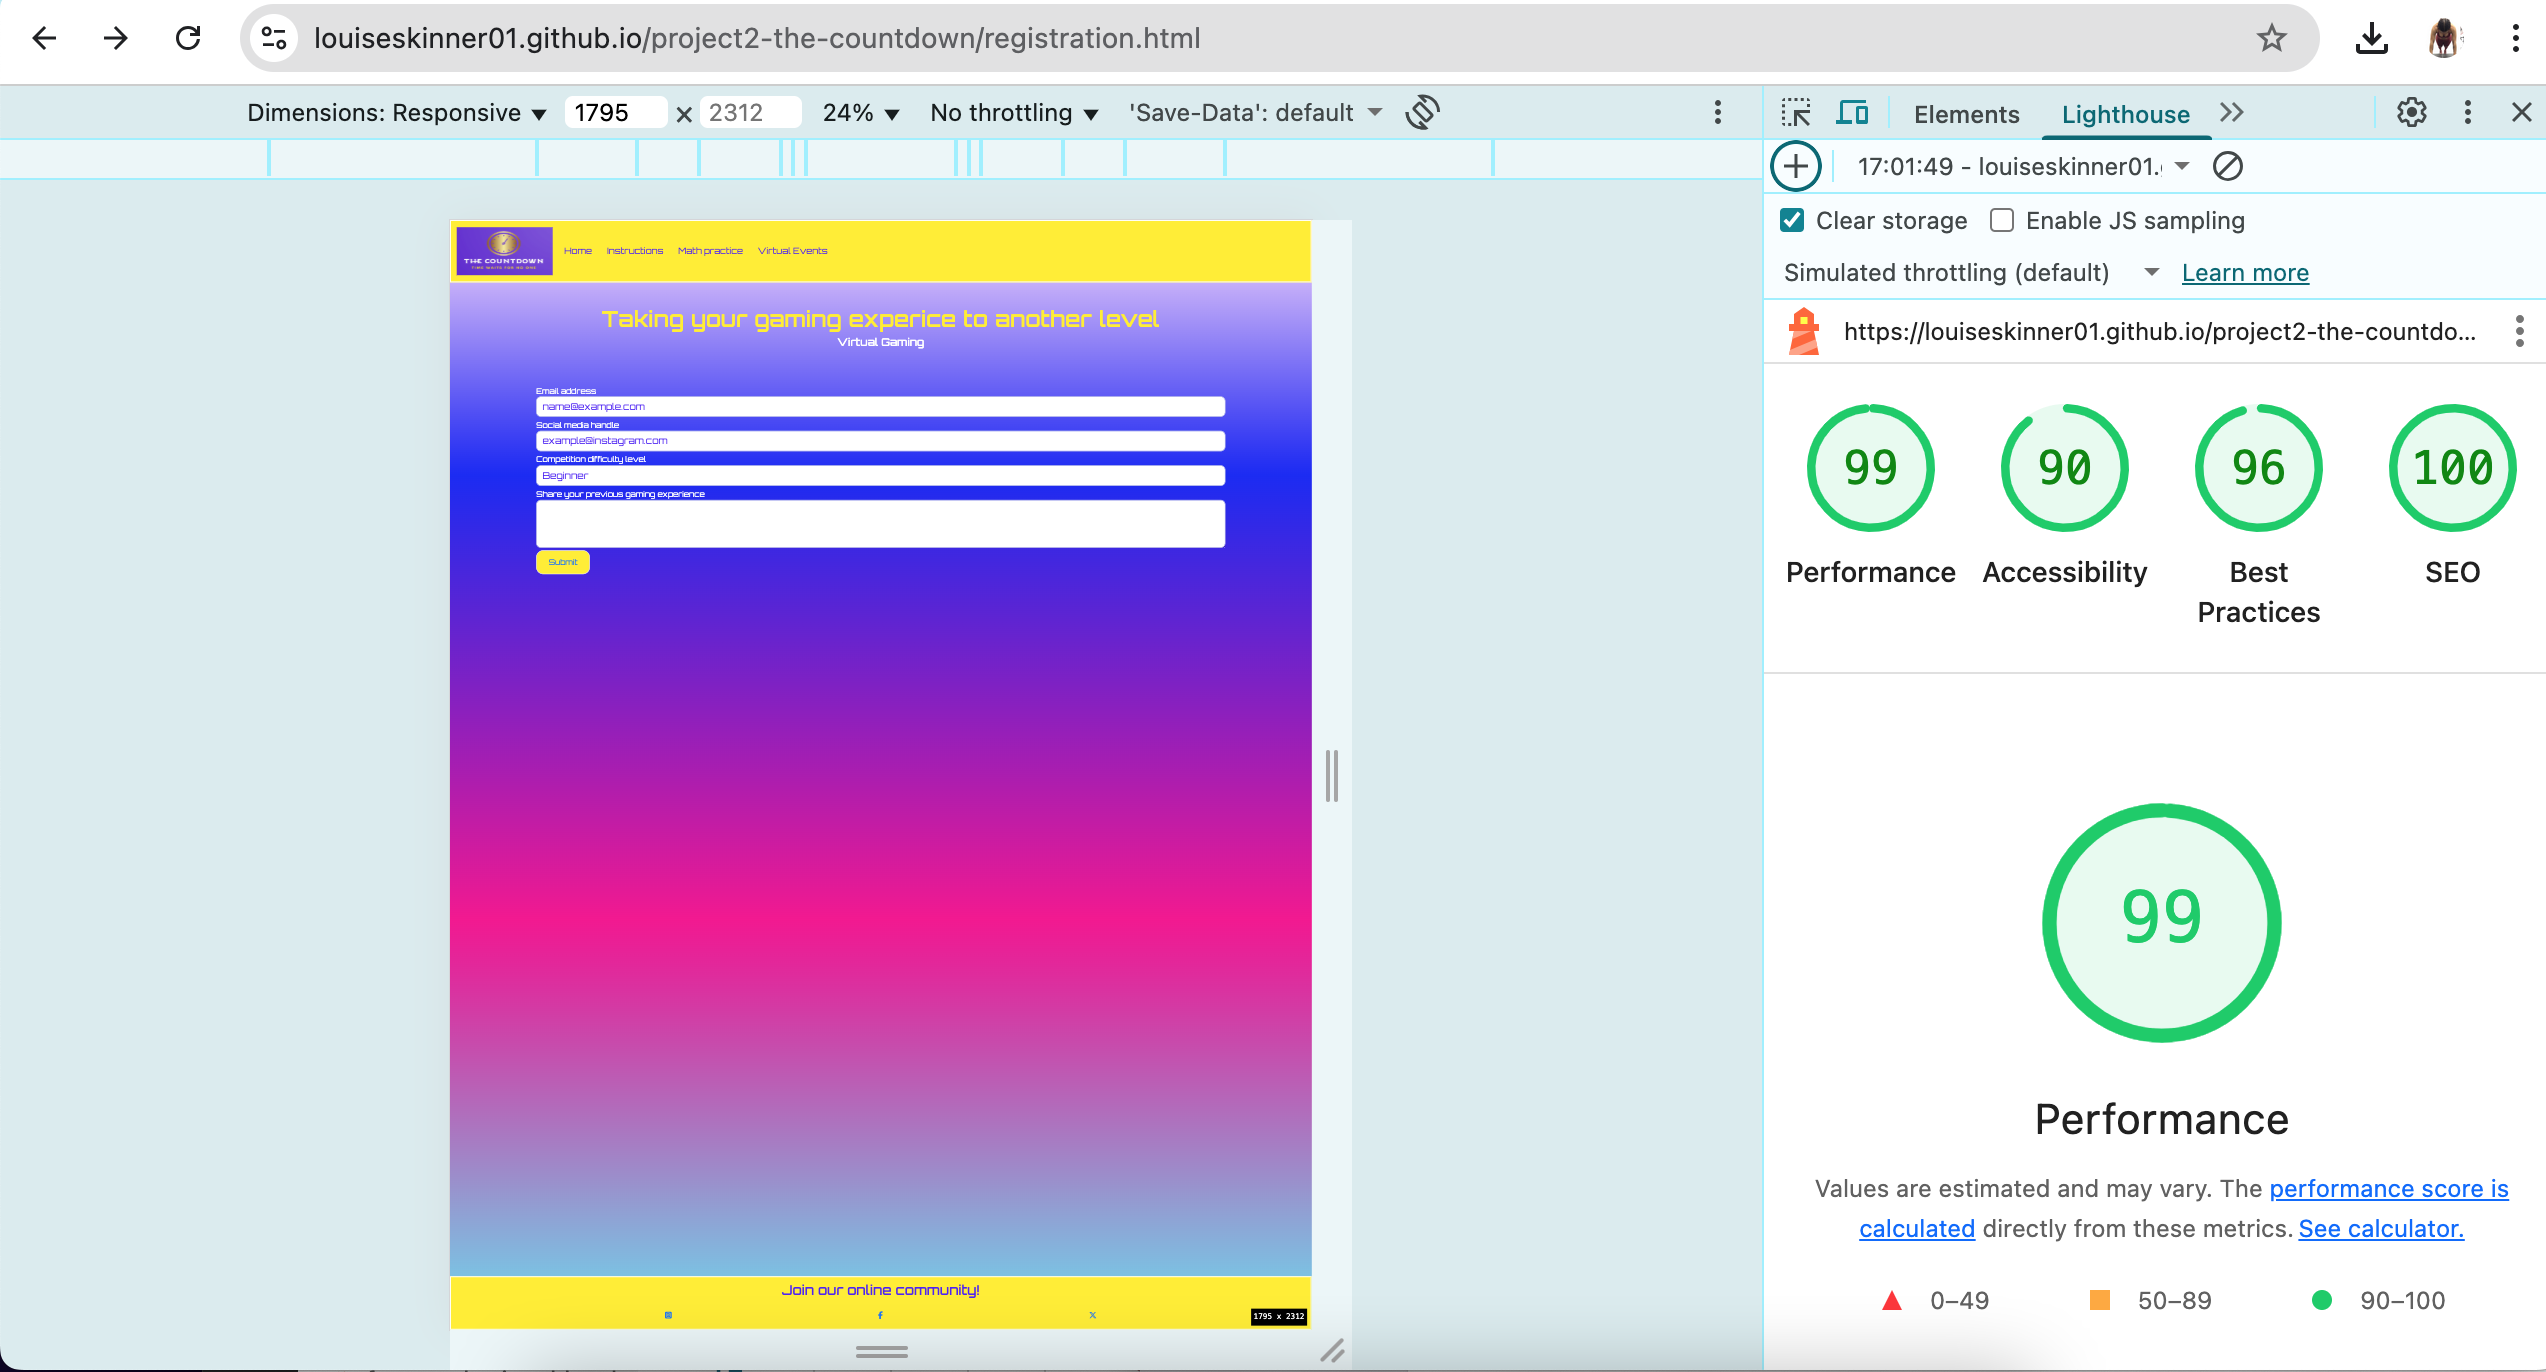 louiseskinner01.github.io/project2-the-countdown/registration.html
Dimensions: Responsive 1795 × 2312 24% No throttling 'Save-Data': default
Elements Lighthouse
17:01:49 - louiseskinner01.
Clear storage Enable JS sampling
Simulated throttling (default) Learn more
https://louiseskinner01.github.io/project2-the-countdo...
THE COUNTDOWN
TIME WAITS FOR NO ONE
Home Instructions Math practice Virtual Events
Taking your gaming experice to another level
Virtual Gaming
Email address
name@example.com
Social media handle
example@instagram.com
Competition difficulty level
Beginner
Share your previous gaming experience
Submit
Join our online community!
1795 x 2312
99 90 96 100
Performance Accessibility Best Practices SEO
99
Performance
Values are estimated and may vary. The performance score is
calculated directly from these metrics. See calculator.
0–49 50–89 90–100